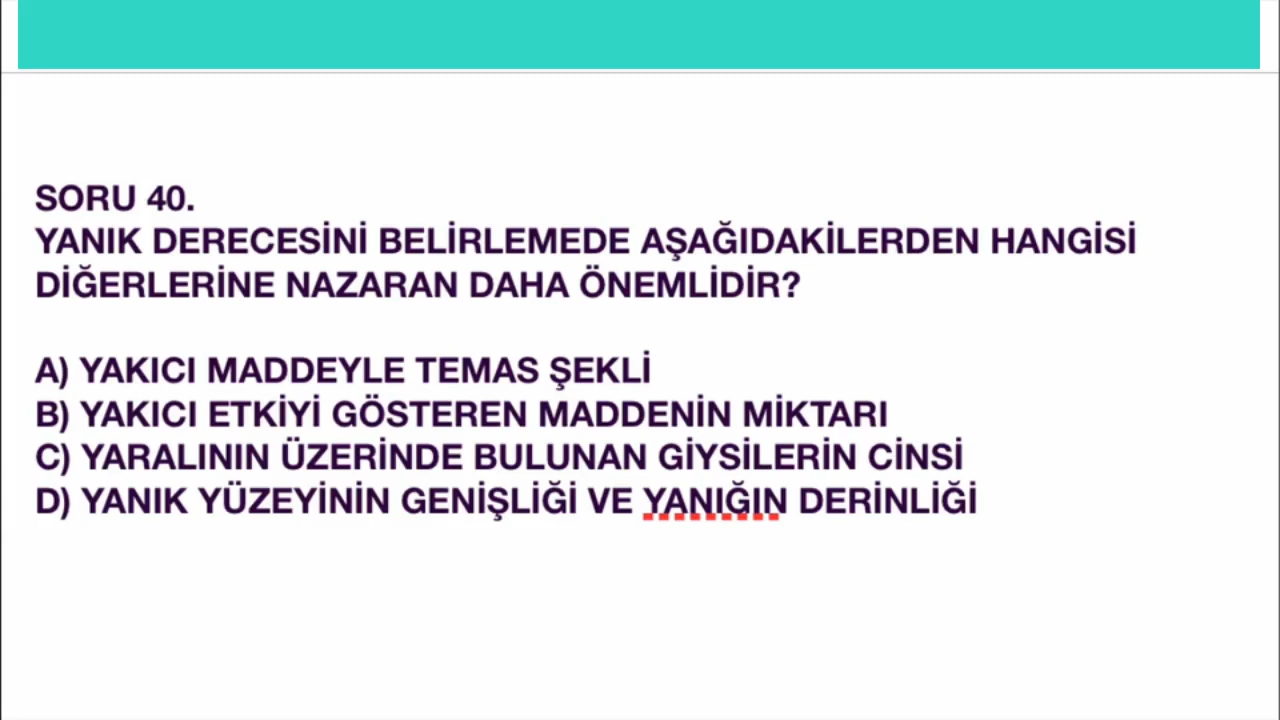 SORU 40.
YANIK DERECESİNİ BELİRLEMEDE AŞAĞIDAKİLERDEN HANGİSİ
DİĞERLERİNE NAZARAN DAHA ÖNEMLİDİR?
A) YAKICI MADDEYLE TEMAS ŞEKLİ
B) YAKICI ETKİYİ GÖSTEREN MADDENİN MİKTARI
C) YARALININ ÜZERİNDE BULUNAN GİYSİLERİN CİNSİ
D) YANIK YÜZEYİNİN GENİŞLİĞİ VE YANIĞIN DERİNLİĞİ